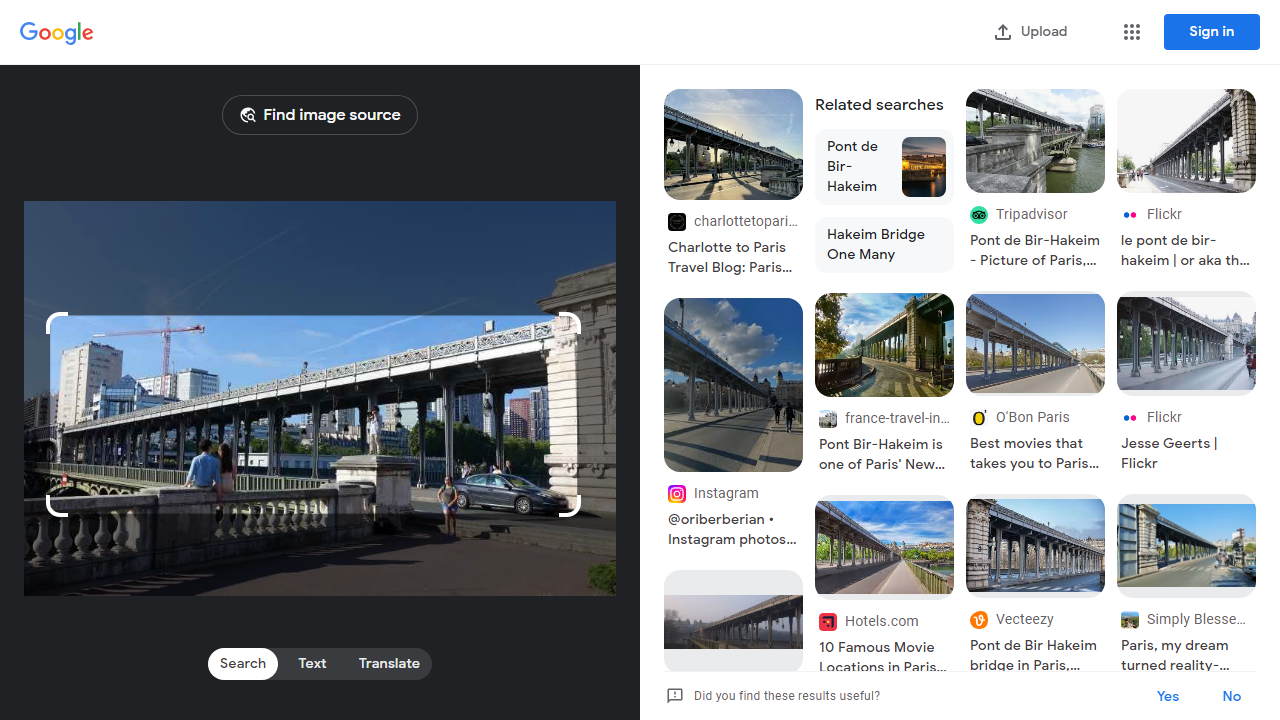 Google
Upload
Sign in
Find image source
Search
Text
Translate
charlottetopari...
Charlotte to Paris
Travel Blog: Paris...
Related searches
Pont de
Bir-
Hakeim
Hakeim Bridge
One Many
Tripadvisor
Pont de Bir-Hakeim
- Picture of Paris,...
Flickr
le pont de bir-
hakeim | or aka th...
Instagram
@oriberberian •
Instagram photos...
france-travel-in...
Pont Bir-Hakeim is
one of Paris' New...
O'Bon Paris
Best movies that
takes you to Paris...
Flickr
Jesse Geerts |
Flickr
Hotels.com
10 Famous Movie
Locations in Paris...
Vecteezy
Pont de Bir Hakeim
bridge in Paris,...
Simply Blesse...
Paris, my dream
turned reality-...
Did you find these results useful?
Yes
No